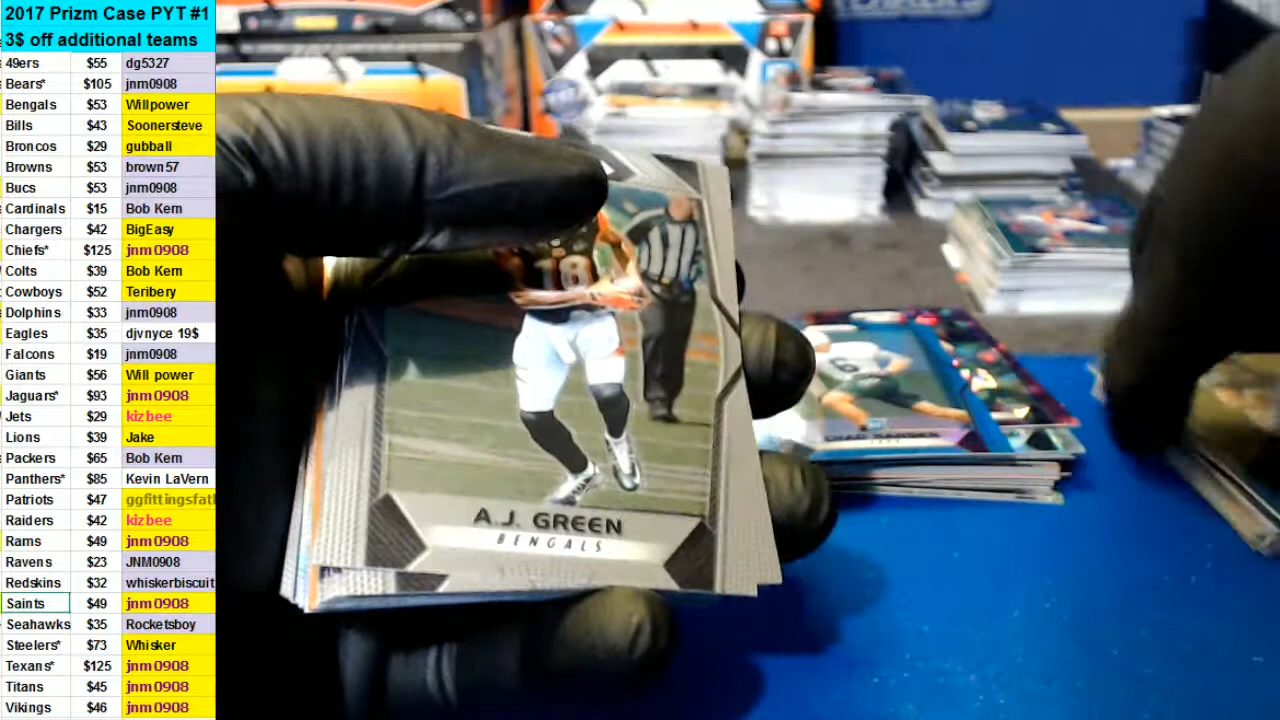 2017 Prizm Case PYT #1
3$ off additional teams
49ers $55 dg5327
Bears* $105 jnm0908
Bengals $53 Willpower
Bills $43 Soonersteve
Broncos $29 gubball
Browns $53 brown57
Bucs $53 jnm0908
Cardinals $15 Bob Kern
Chargers $42 BigEasy
Chiefs* $125 jnm0908
Colts $39 Bob Kern
Cowboys $52 Teribery
Dolphins $33 jnm0908
Eagles $35 djvnyce 19$
Falcons $19 jnm0908
Giants $56 Will power
Jaguars* $93 jnm0908
Jets $29 kizbee
Lions $39 Jake
Packers $65 Bob Kern
Panthers* $85 Kevin LaVern
Patriots $47 ggfittingsfat
Raiders $42 kizbee
Rams $49 jnm0908
Ravens $23 JNM0908
Redskins $32 whiskerbiscuit
Saints $49 jnm0908
Seahawks $35 Rocketsboy
Steelers* $73 Whisker
Texans* $125 jnm0908
Titans $45 jnm0908
Vikings $46 jnm0908
18
A.J. GREEN
BENGALS